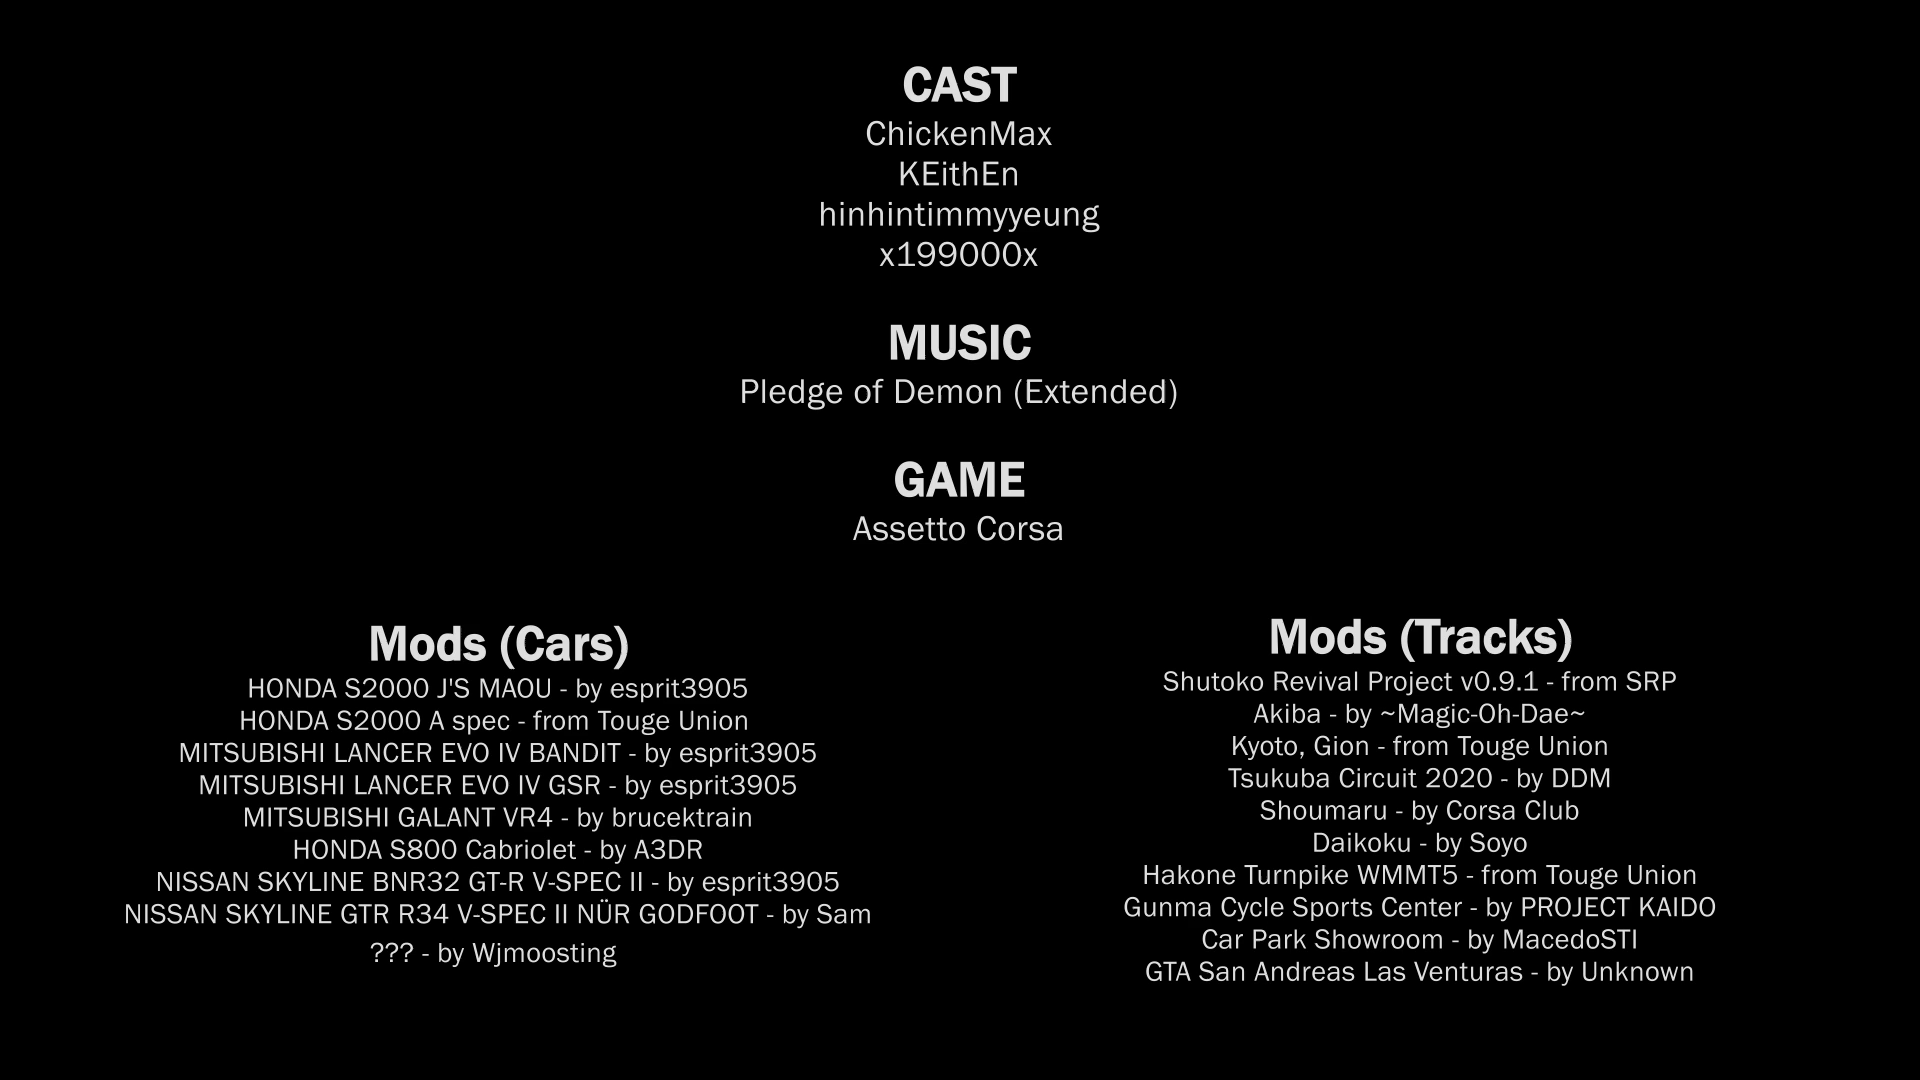 CAST
ChickenMax
KEithEn
hinhintimmyyeung
x199000x
MUSIC
Pledge of Demon (Extended)
GAME
Assetto Corsa
Mods (Cars)
HONDA S2000 J'S MAOU - by esprit3905
HONDA S2000 A spec - from Touge Union
MITSUBISHI LANCER EVO IV BANDIT - by esprit3905
MITSUBISHI LANCER EVO IV GSR - by esprit3905
MITSUBISHI GALANT VR4 - by brucektrain
HONDA S800 Cabriolet - by A3DR
NISSAN SKYLINE BNR32 GT-R V-SPEC II - by esprit3905
NISSAN SKYLINE GTR R34 V-SPEC II NÜR GODFOOT - by Sam
??? - by Wjmoosting
Mods (Tracks)
Shutoko Revival Project v0.9.1 - from SRP
Akiba - by ~Magic-Oh-Dae~
Kyoto, Gion - from Touge Union
Tsukuba Circuit 2020 - by DDM
Shoumaru - by Corsa Club
Daikoku - by Soyo
Hakone Turnpike WMMT5 - from Touge Union
Gunma Cycle Sports Center - by PROJECT KAIDO
Car Park Showroom - by MacedoSTI
GTA San Andreas Las Venturas - by Unknown